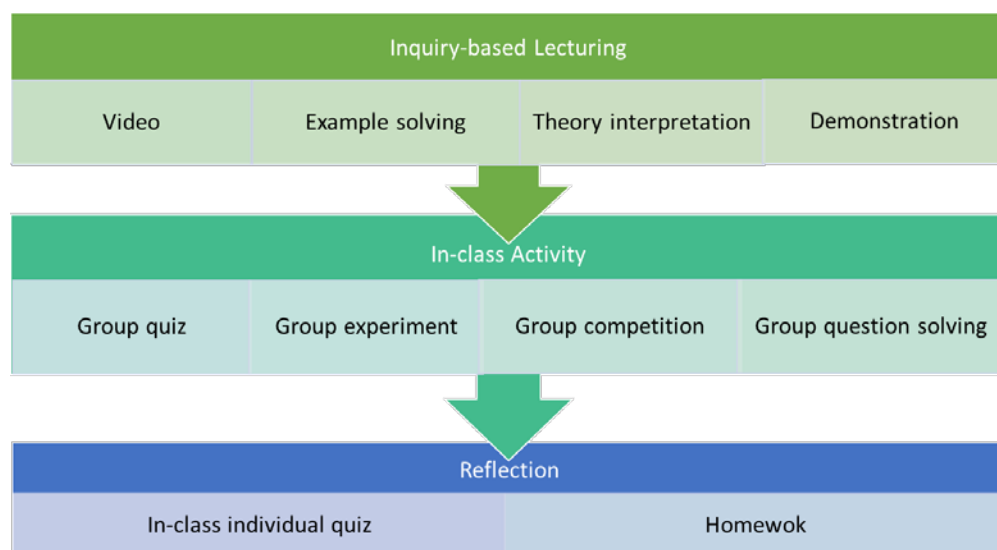 Inquiry-based Lecturing
Video
Example solving
Theory interpretation
Demonstration
In-class Activity
Group quiz
Group experiment
Group competition
Group question solving
Reflection
In-class individual quiz
Homewok